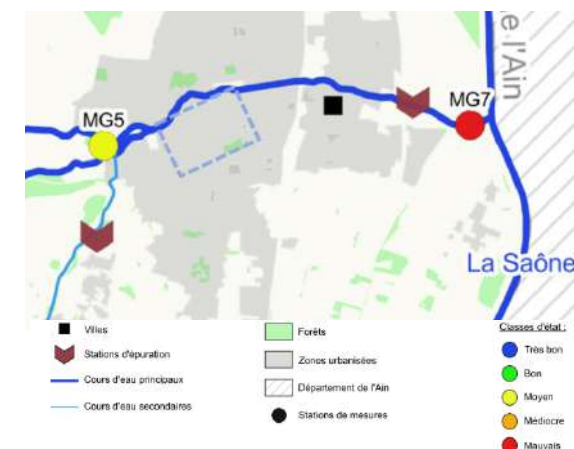 de l'Ain
MG5
MG7
La Saône
Villes
Stations d'épuration
Cours d'eau principaux
Cours d'eau secondaires
Forêts
Zones urbanisées
Département de l'Ain
Stations de mesures
Classes d'état :
Très bon
Bon
Moyen
Médiocre
Mauvais